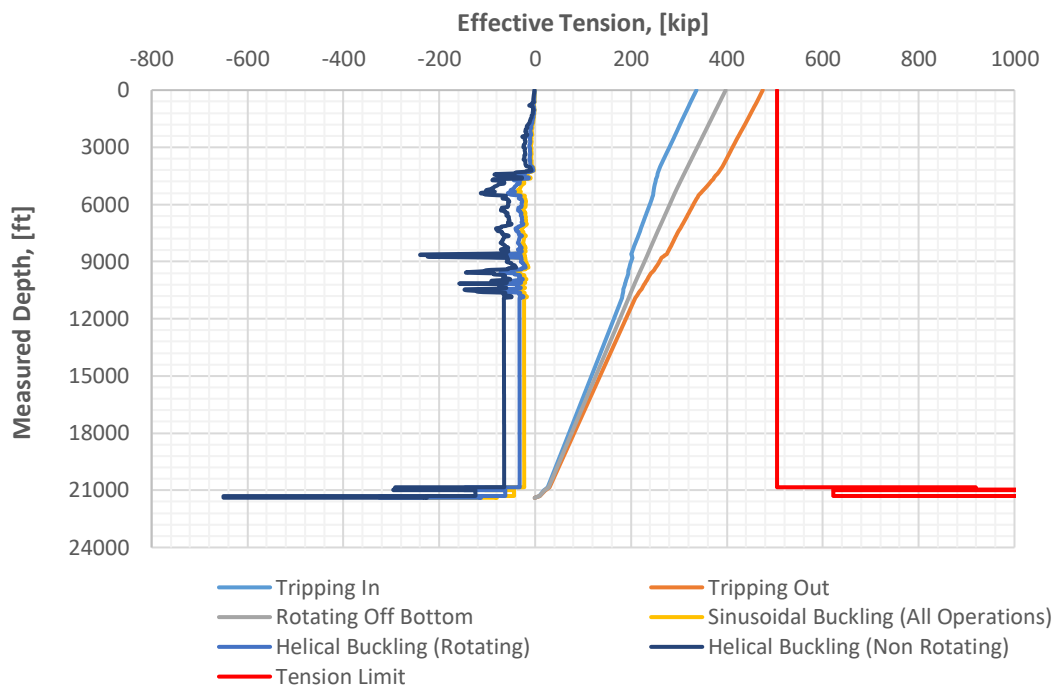 Effective Tension, [kip]
-800 -600 -400 -200 0 200 400 600 800 1000
0
3000
6000
9000
12000
15000
18000
21000
24000
Measured Depth, [ft]
Tripping In
Tripping Out
Rotating Off Bottom
Sinusoidal Buckling (All Operations)
Helical Buckling (Rotating)
Helical Buckling (Non Rotating)
Tension Limit